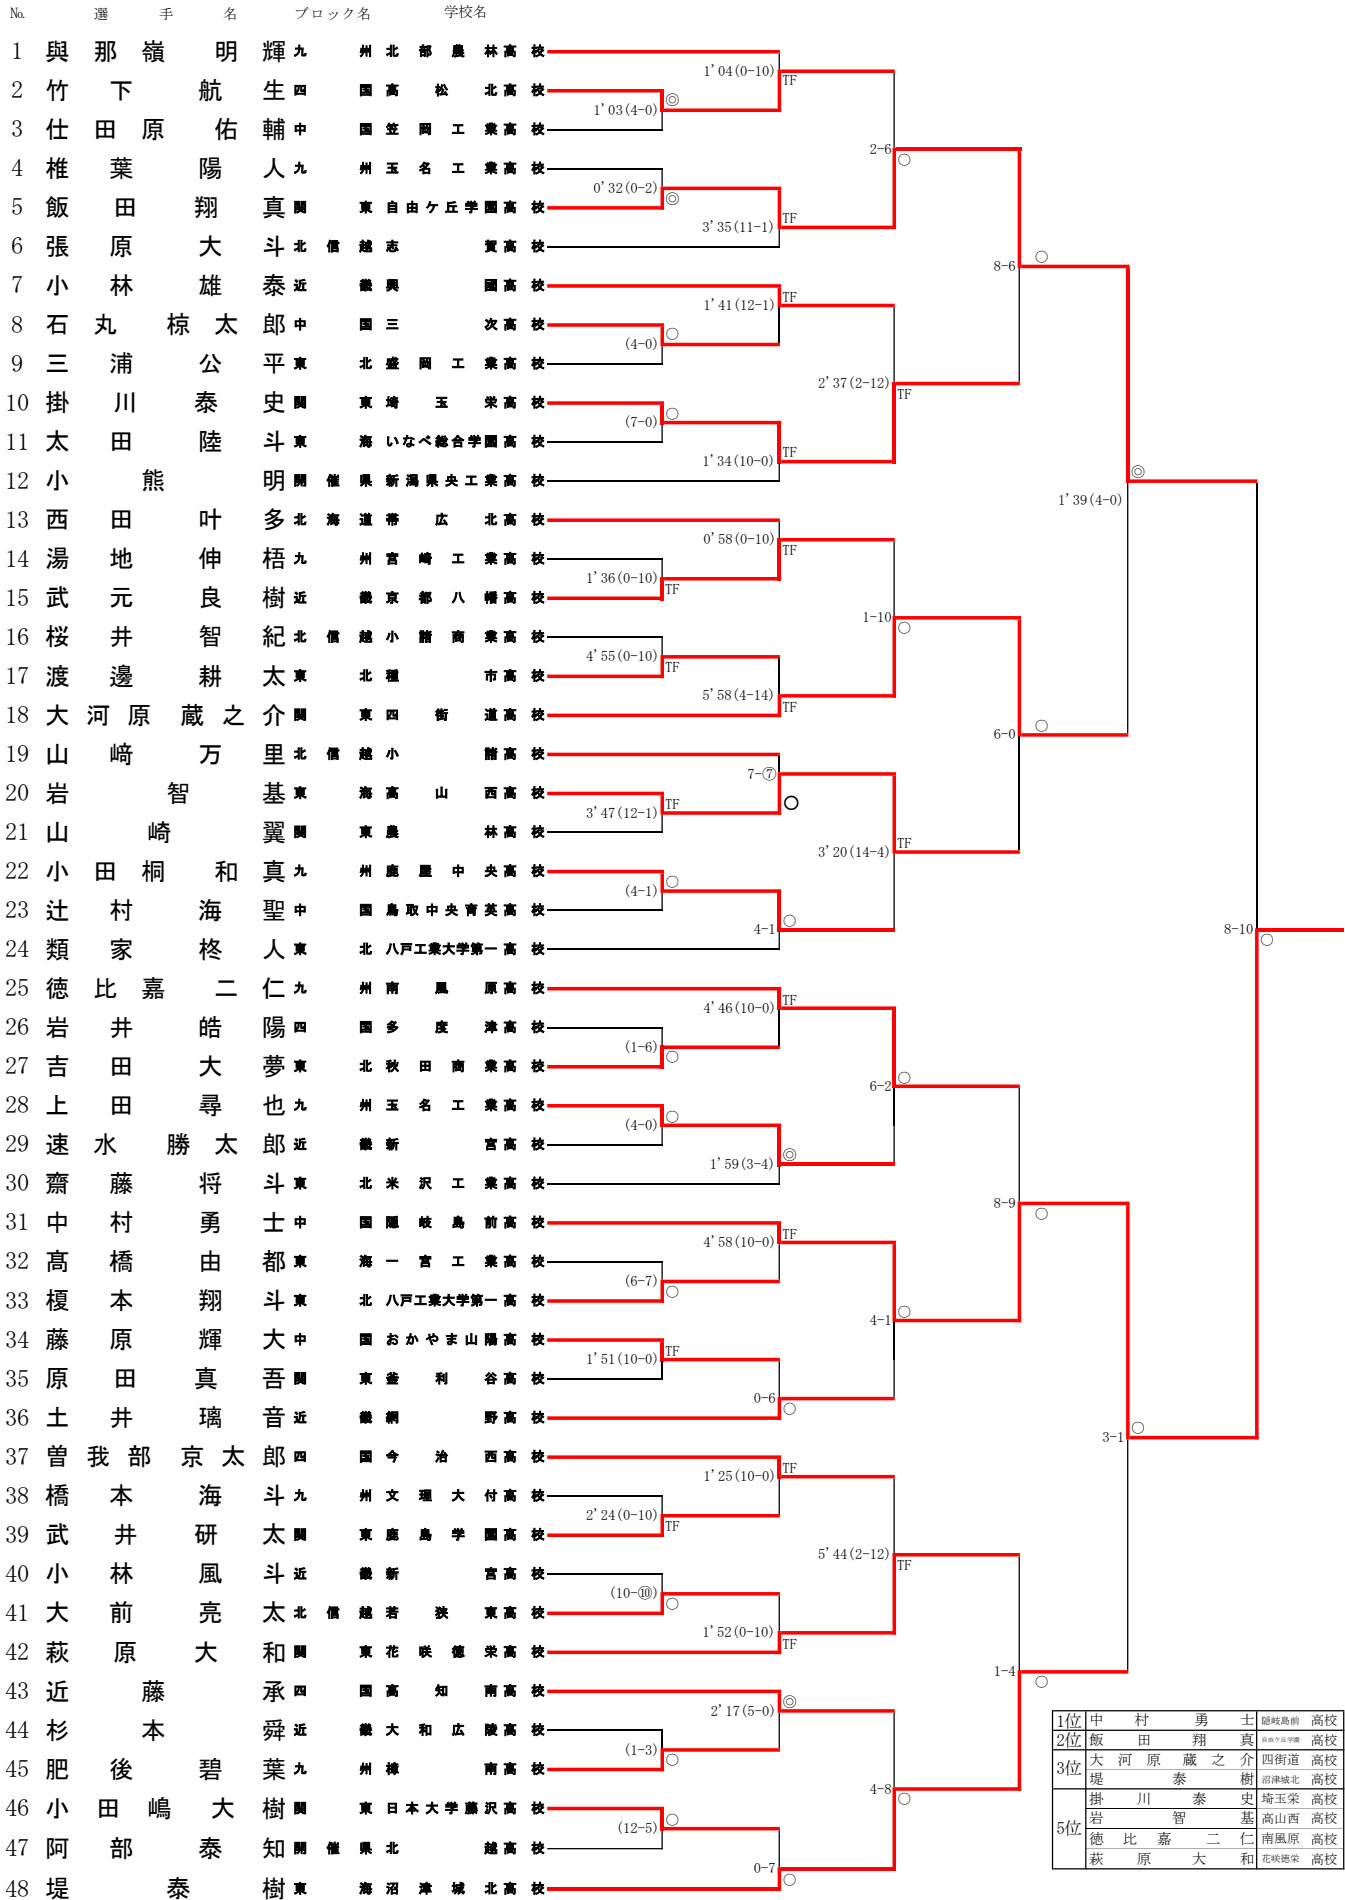 № 選手名 ブロック名 学校名
1 與那嶺 明輝 九州 北部農林高校
2 竹下 航生 四国 高松北高校
3 仕田原 佑輔 中国 笠岡工業高校
4 椎葉 陽人 九州 玉名工業高校
5 飯田 翔真 関東 自由ケ丘学園高校
6 張原 大斗 北信越 志賀高校
7 小林 雄泰 近畿 興國高校
8 石丸 椋太郎 中国 三次高校
9 三浦 公平 東北 盛岡工業高校
10 掛川 泰史 関東 埼玉栄高校
11 太田 陸斗 東海 いなべ総合学園高校
12 小熊 明 開催県 新潟県央工業高校
13 西田 叶多 北海道 帯広北高校
14 湯地 伸梧 九州 宮崎工業高校
15 武元 良樹 近畿 京都八幡高校
16 桜井 智紀 北信越 小諸商業高校
17 渡邊 耕太 東北 種市高校
18 大河原 蔵之介 関東 四街道高校
19 山﨑 万里 北信越 小諸高校
20 岩 智基 東海 高山西高校
21 山崎 翼 関東 農林高校
22 小田桐 和真 九州 鹿屋中央高校
23 辻村 海聖 中国 鳥取中央育英高校
24 類家 柊人 東北 八戸工業大学第一高校
25 徳比嘉 二仁 九州 南風原高校
26 岩井 皓陽 四国 多度津高校
27 吉田 大夢 東北 秋田商業高校
28 上田 尋也 九州 玉名工業高校
29 速水 勝太郎 近畿 新宮高校
30 齋藤 将斗 東北 米沢工業高校
31 中村 勇士 中国 隠岐島前高校
32 髙橋 由都 東海 一宮工業高校
33 榎本 翔斗 東北 八戸工業大学第一高校
34 藤原 輝大 中国 おかやま山陽高校
35 原田 真吾 関東 釜利谷高校
36 土井 璃音 近畿 網野高校
37 曽我部 京太郎 四国 今治西高校
38 橋本 海斗 九州 文理大付高校
39 武井 研太 関東 鹿島学園高校
40 小林 風斗 近畿 新宮高校
41 大前 亮太 北信越 若狭東高校
42 萩原 大和 関東 花咲徳栄高校
43 近藤 承 四国 高知南高校
44 杉本 舜 近畿 大和広陵高校
45 肥後 碧葉 九州 樟南高校
46 小田嶋 大樹 関東 日本大学藤沢高校
47 阿部 泰知 開催県 北越高校
48 堤 泰樹 東海 沼津城北高校
1'03(4-0) ◎
0'32(0-2) ◎
(4-0) ○
(7-0) ○
1'36(0-10) TF
4'55(0-10) TF
3'47(12-1) TF
(4-1) ○
(1-6) ○
(4-0) ○
(6-7) ○
1'51(10-0) TF
2'24(0-10) TF
(10-⑩) ○
(1-3) ○
(12-5) ○
1'04(0-10) TF
3'35(11-1) TF
1'41(12-1) TF
1'34(10-0) TF
0'58(0-10) TF
5'58(4-14) TF
7-⑦ ○
4-1 ○
4'46(10-0) TF
1'59(3-4) ◎
4'58(10-0) TF
0-6 ○
1'25(10-0) TF
1'52(0-10) TF
2'17(5-0) ◎
0-7 ○
2-6 ○
2'37(2-12) TF
1-10 ○
3'20(14-4) TF
6-2 ○
4-1 ○
5'44(2-12) TF
4-8 ○
8-6 ○
6-0 ○
8-9 ○
1-4 ○
1'39(4-0) ◎
3-1 ○
8-10 ○
1位 中村 勇士 隠岐島前 高校
2位 飯田 翔真 自由ケ丘学園 高校
3位 大河原 蔵之介 四街道 高校
堤 泰樹 沼津城北 高校
5位 掛川 泰史 埼玉栄 高校
岩 智基 高山西 高校
徳比嘉 二仁 南風原 高校
萩原 大和 花咲徳栄 高校